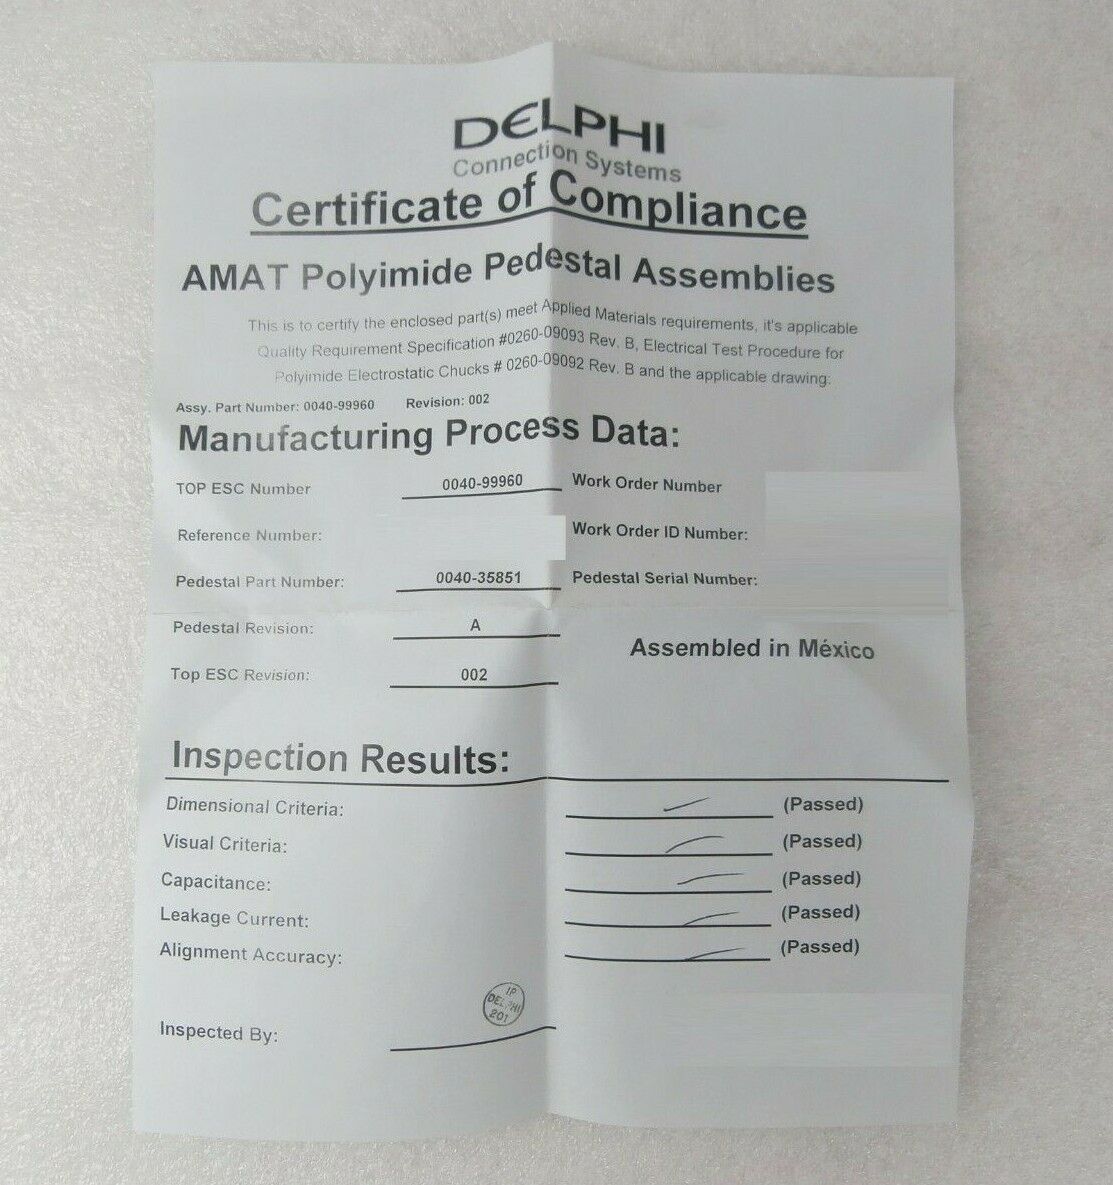 DELPHI
Connection Systems
Certificate of Compliance
AMAT Polyimide Pedestal Assemblies
This is to certify the enclosed part(s) meet Applied Materials requirements, it's applicable
Quality Requirement Specification #0260-09093 Rev. B, Electrical Test Procedure for
Polyimide Electrostatic Chucks # 0260-09092 Rev. B and the applicable drawing:
Assy. Part Number: 0040-99960 Revision: 002
Manufacturing Process Data:
TOP ESC Number 0040-99960 Work Order Number
Reference Number: Work Order ID Number:
Pedestal Part Number: 0040-35851 Pedestal Serial Number:
Pedestal Revision: A
Assembled in México
Top ESC Revision: 002
Inspection Results:
Dimensional Criteria: (Passed)
Visual Criteria: (Passed)
Capacitance: (Passed)
Leakage Current: (Passed)
Alignment Accuracy: (Passed)
IP
DELPHI
201
Inspected By: